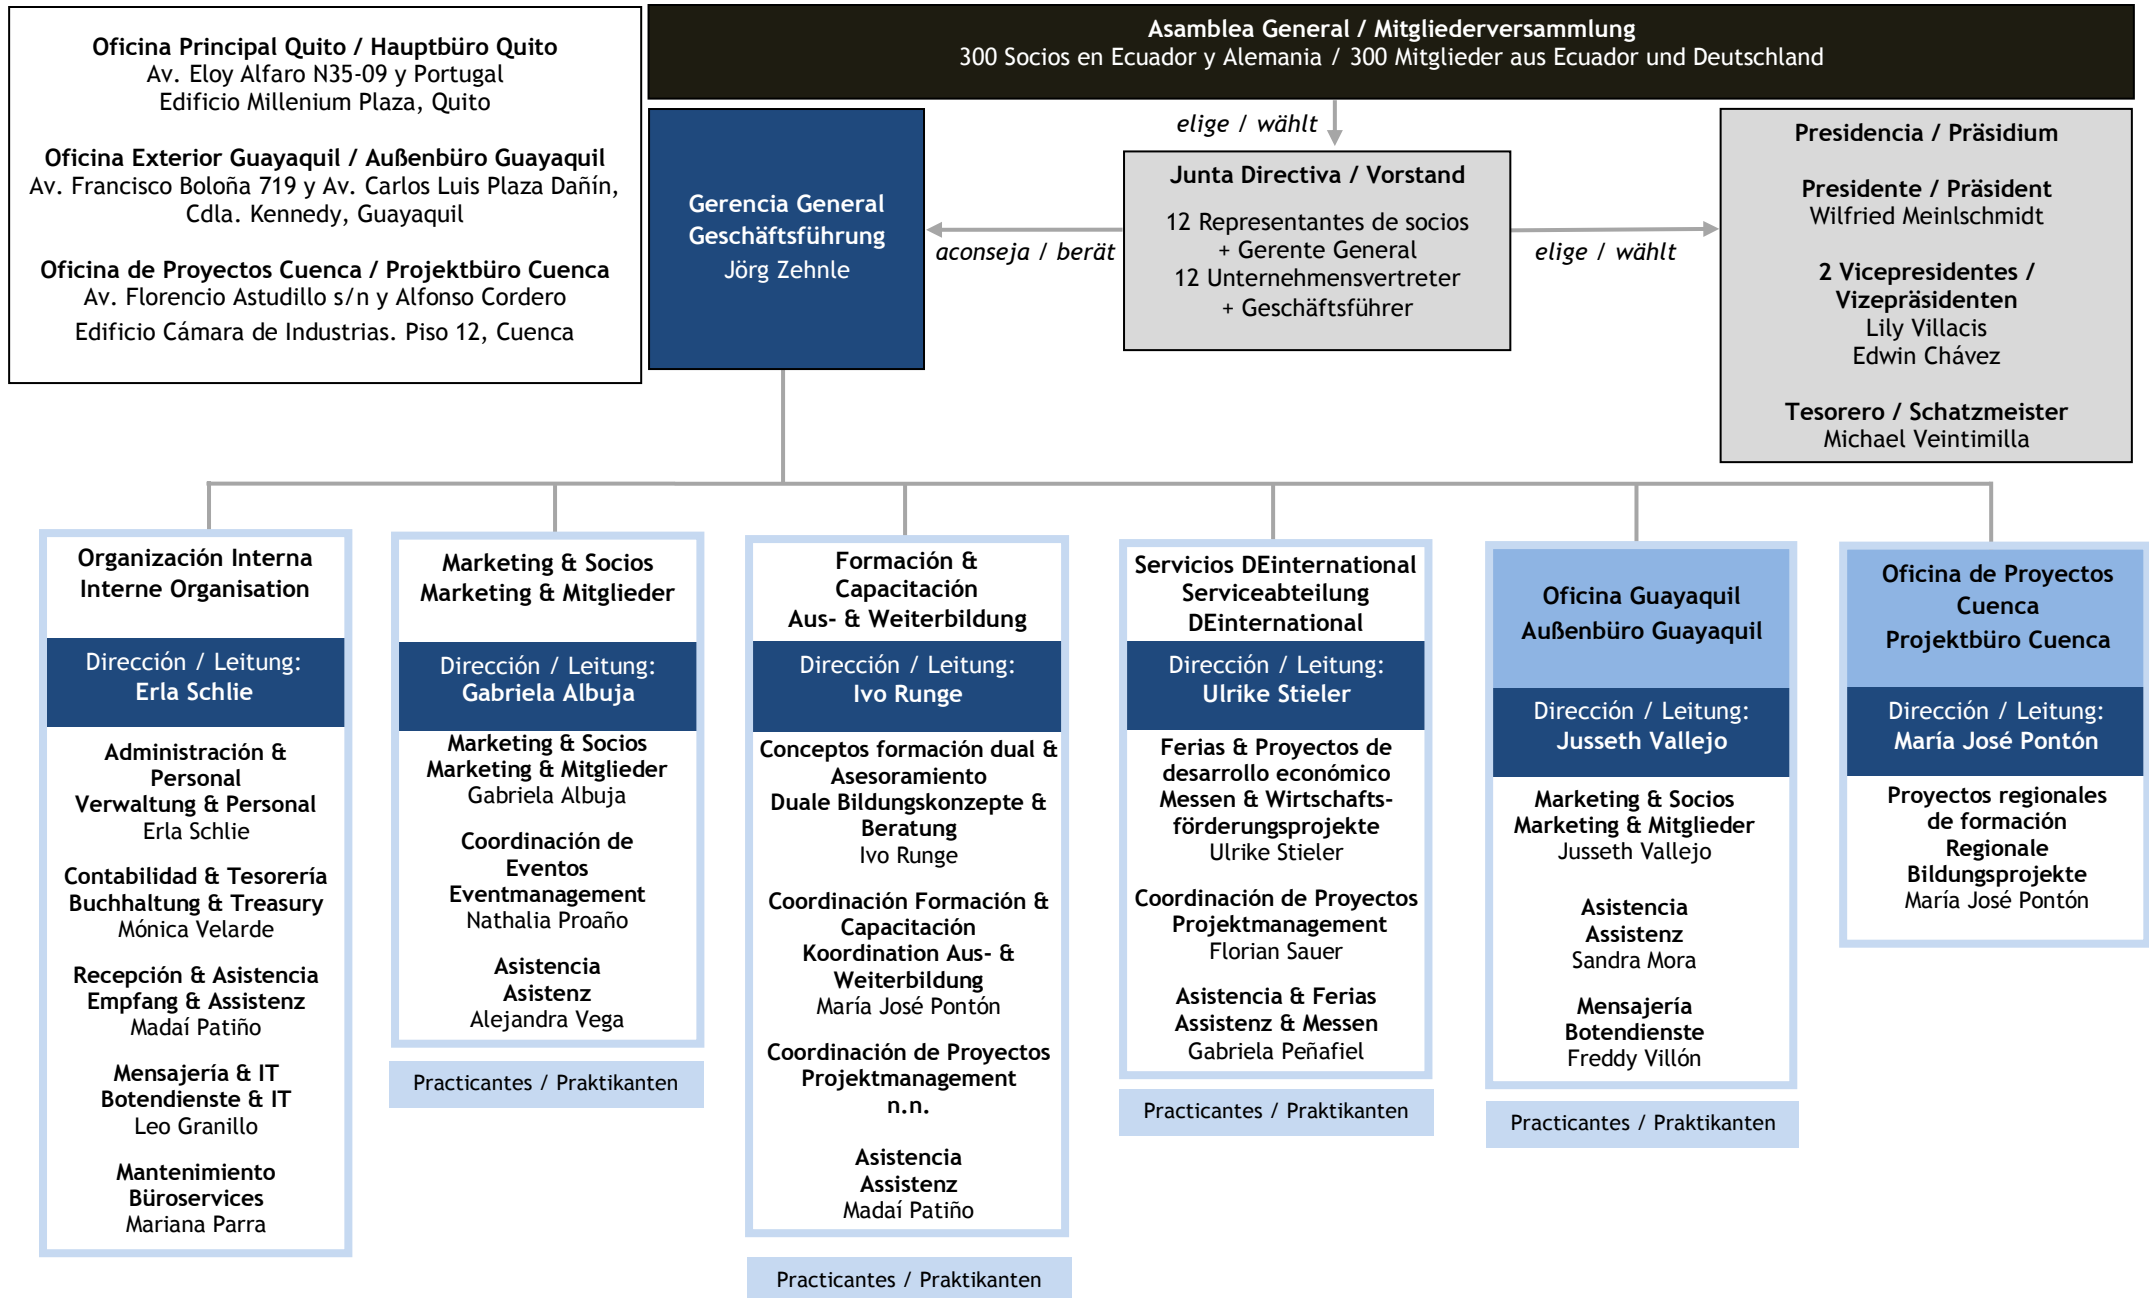 Oficina Principal Quito / Hauptbüro Quito
Av. Eloy Alfaro N35-09 y Portugal
Edificio Millenium Plaza, Quito
Oficina Exterior Guayaquil / Außenbüro Guayaquil
Av. Francisco Boloña 719 y Av. Carlos Luis Plaza Dañín,
Cdla. Kennedy, Guayaquil
Oficina de Proyectos Cuenca / Projektbüro Cuenca
Av. Florencio Astudillo s/n y Alfonso Cordero
Edificio Cámara de Industrias. Piso 12, Cuenca
Asamblea General / Mitgliederversammlung
300 Socios en Ecuador y Alemania / 300 Mitglieder aus Ecuador und Deutschland
elige / wählt
Gerencia General
Geschäftsführung
Jörg Zehnle
aconseja / berät
Junta Directiva / Vorstand
12 Representantes de socios
+ Gerente General
12 Unternehmensvertreter
+ Geschäftsführer
elige / wählt
Presidencia / Präsidium
Presidente / Präsident
Wilfried Meinlschmidt
2 Vicepresidentes /
Vizepräsidenten
Lily Villacis
Edwin Chávez
Tesorero / Schatzmeister
Michael Veintimilla
Organización Interna
Interne Organisation
Dirección / Leitung:
Erla Schlie
Administración &
Personal
Verwaltung & Personal
Erla Schlie
Contabilidad & Tesorería
Buchhaltung & Treasury
Mónica Velarde
Recepción & Asistencia
Empfang & Assistenz
Madaí Patiño
Mensajería & IT
Botendienste & IT
Leo Granillo
Mantenimiento
Büroservices
Mariana Parra
Marketing & Socios
Marketing & Mitglieder
Dirección / Leitung:
Gabriela Albuja
Marketing & Socios
Marketing & Mitglieder
Gabriela Albuja
Coordinación de
Eventos
Eventmanagement
Nathalia Proaño
Asistencia
Asistenz
Alejandra Vega
Practicantes / Praktikanten
Formación &
Capacitación
Aus- & Weiterbildung
Dirección / Leitung:
Ivo Runge
Conceptos formación dual &
Asesoramiento
Duale Bildungskonzepte &
Beratung
Ivo Runge
Coordinación Formación &
Capacitación
Koordination Aus- &
Weiterbildung
María José Pontón
Coordinación de Proyectos
Projektmanagement
n.n.
Asistencia
Assistenz
Madaí Patiño
Practicantes / Praktikanten
Servicios DEinternational
Serviceabteilung
DEinternational
Dirección / Leitung:
Ulrike Stieler
Ferias & Proyectos de
desarrollo económico
Messen & Wirtschafts-
förderungsprojekte
Ulrike Stieler
Coordinación de Proyectos
Projektmanagement
Florian Sauer
Asistencia & Ferias
Assistenz & Messen
Gabriela Peñafiel
Practicantes / Praktikanten
Oficina Guayaquil
Außenbüro Guayaquil
Dirección / Leitung:
Jusseth Vallejo
Marketing & Socios
Marketing & Mitglieder
Jusseth Vallejo
Asistencia
Assistenz
Sandra Mora
Mensajería
Botendienste
Freddy Villón
Practicantes / Praktikanten
Oficina de Proyectos
Cuenca
Projektbüro Cuenca
Dirección / Leitung:
María José Pontón
Proyectos regionales
de formación
Regionale
Bildungsprojekte
María José Pontón